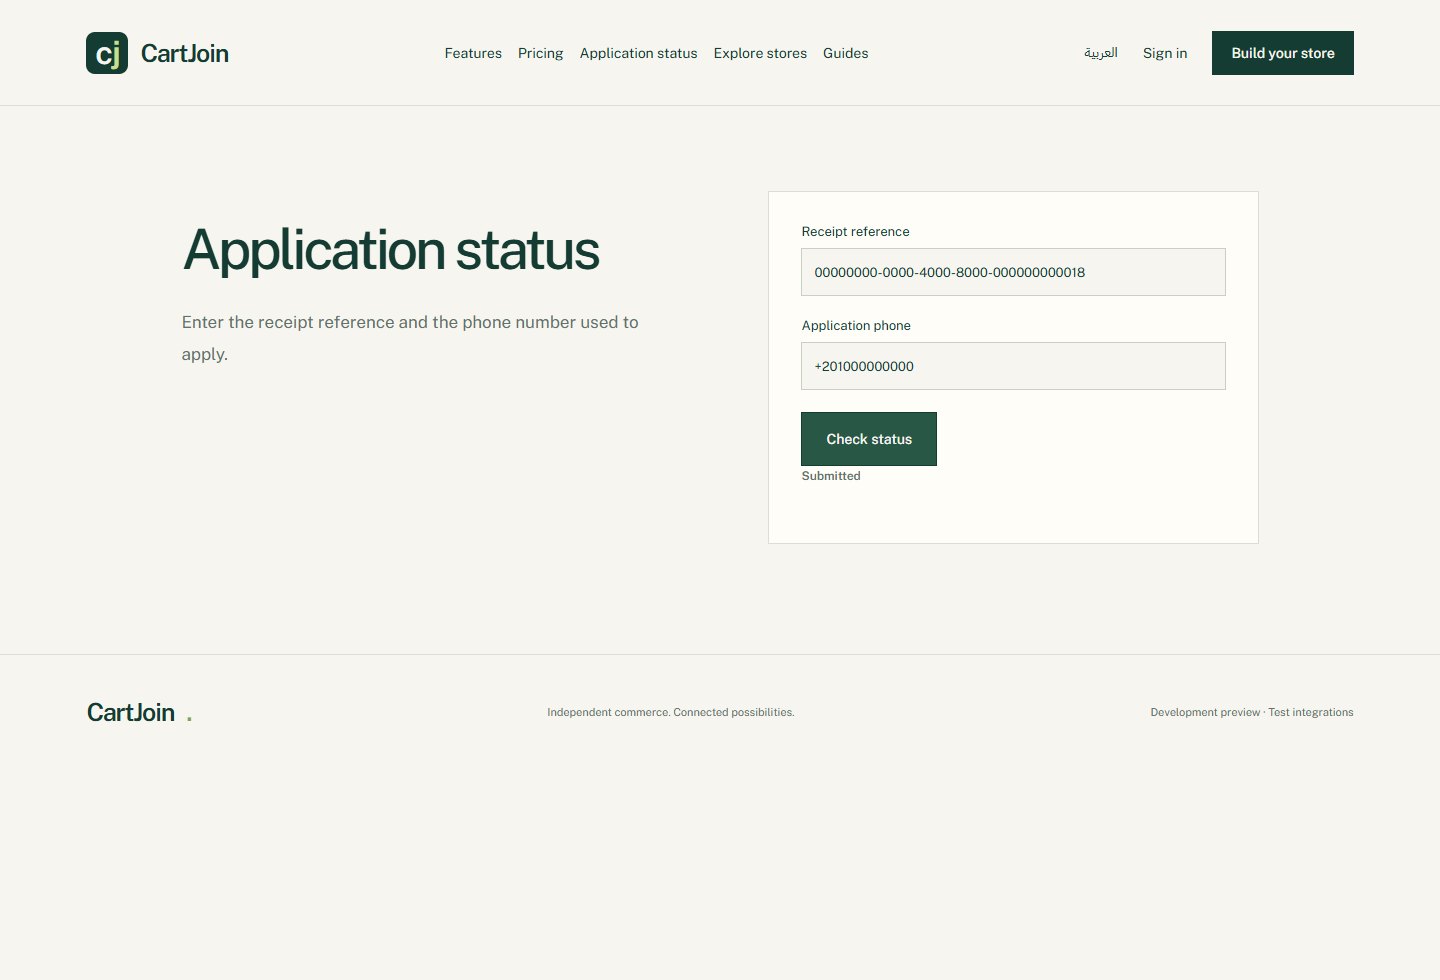 cj CartJoin
Features Pricing Application status Explore stores Guides
العربية Sign in Build your store
Application status
Enter the receipt reference and the phone number used to
apply.
Receipt reference
00000000-0000-4000-8000-000000000018
Application phone
+201000000000
Check status
Submitted
CartJoin .
Independent commerce. Connected possibilities.
Development preview · Test integrations